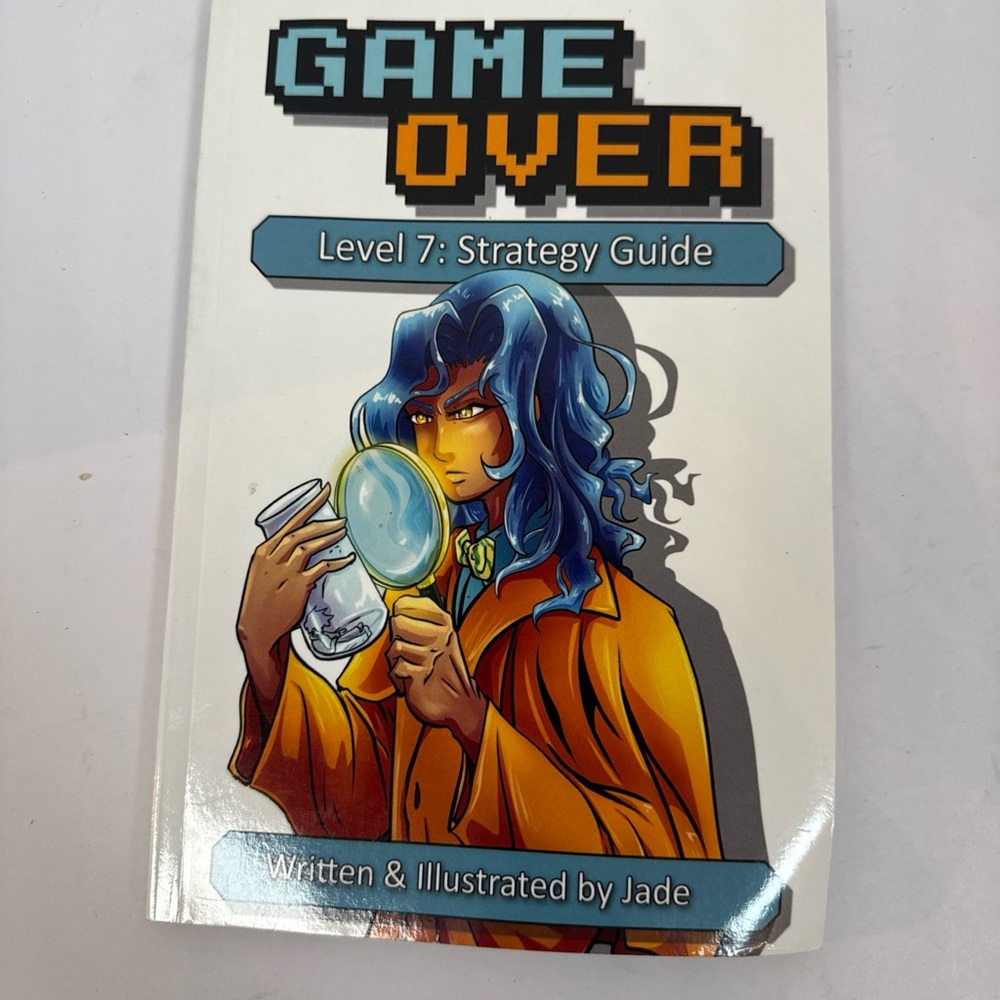 GAME
OVER
Level 7: Strategy Guide
Written & Illustrated by Jade